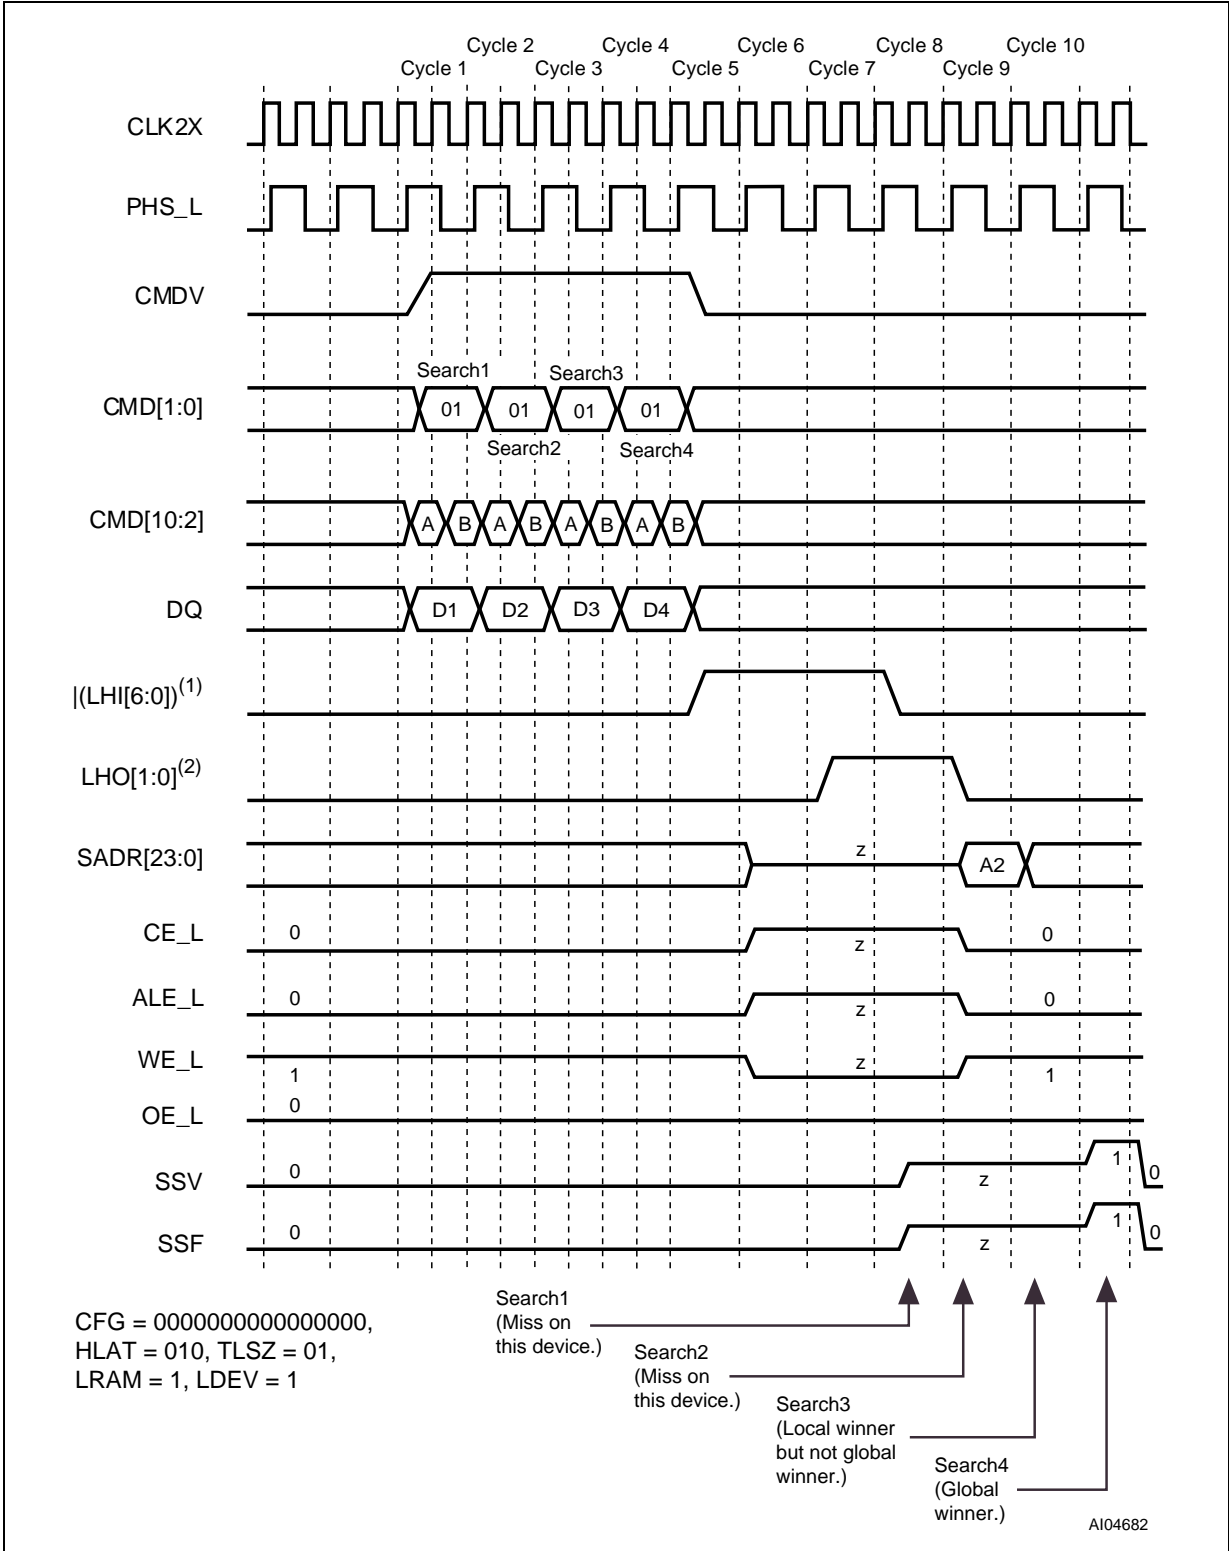 Cycle 2 Cycle 4 Cycle 6 Cycle 8 Cycle 10
Cycle 1 Cycle 3 Cycle 5 Cycle 7 Cycle 9
CLK2X
PHS_L
CMDV
Search1 Search3
CMD[1:0] 01 01 01 01
Search2 Search4
CMD[10:2] A B A B A B A B
DQ D1 D2 D3 D4
|(LHI[6:0])(1)
LHO[1:0](2)
SADR[23:0] z A2
CE_L 0 z 0
ALE_L 0 z 0
WE_L 1 z 1
OE_L 0
SSV 0 z 1 0
SSF 0 z 1 0
CFG = 0000000000000000,
HLAT = 010, TLSZ = 01,
LRAM = 1, LDEV = 1
Search1
(Miss on
this device.)
Search2
(Miss on
this device.)
Search3
(Local winner
but not global
winner.)
Search4
(Global
winner.)
AI04682